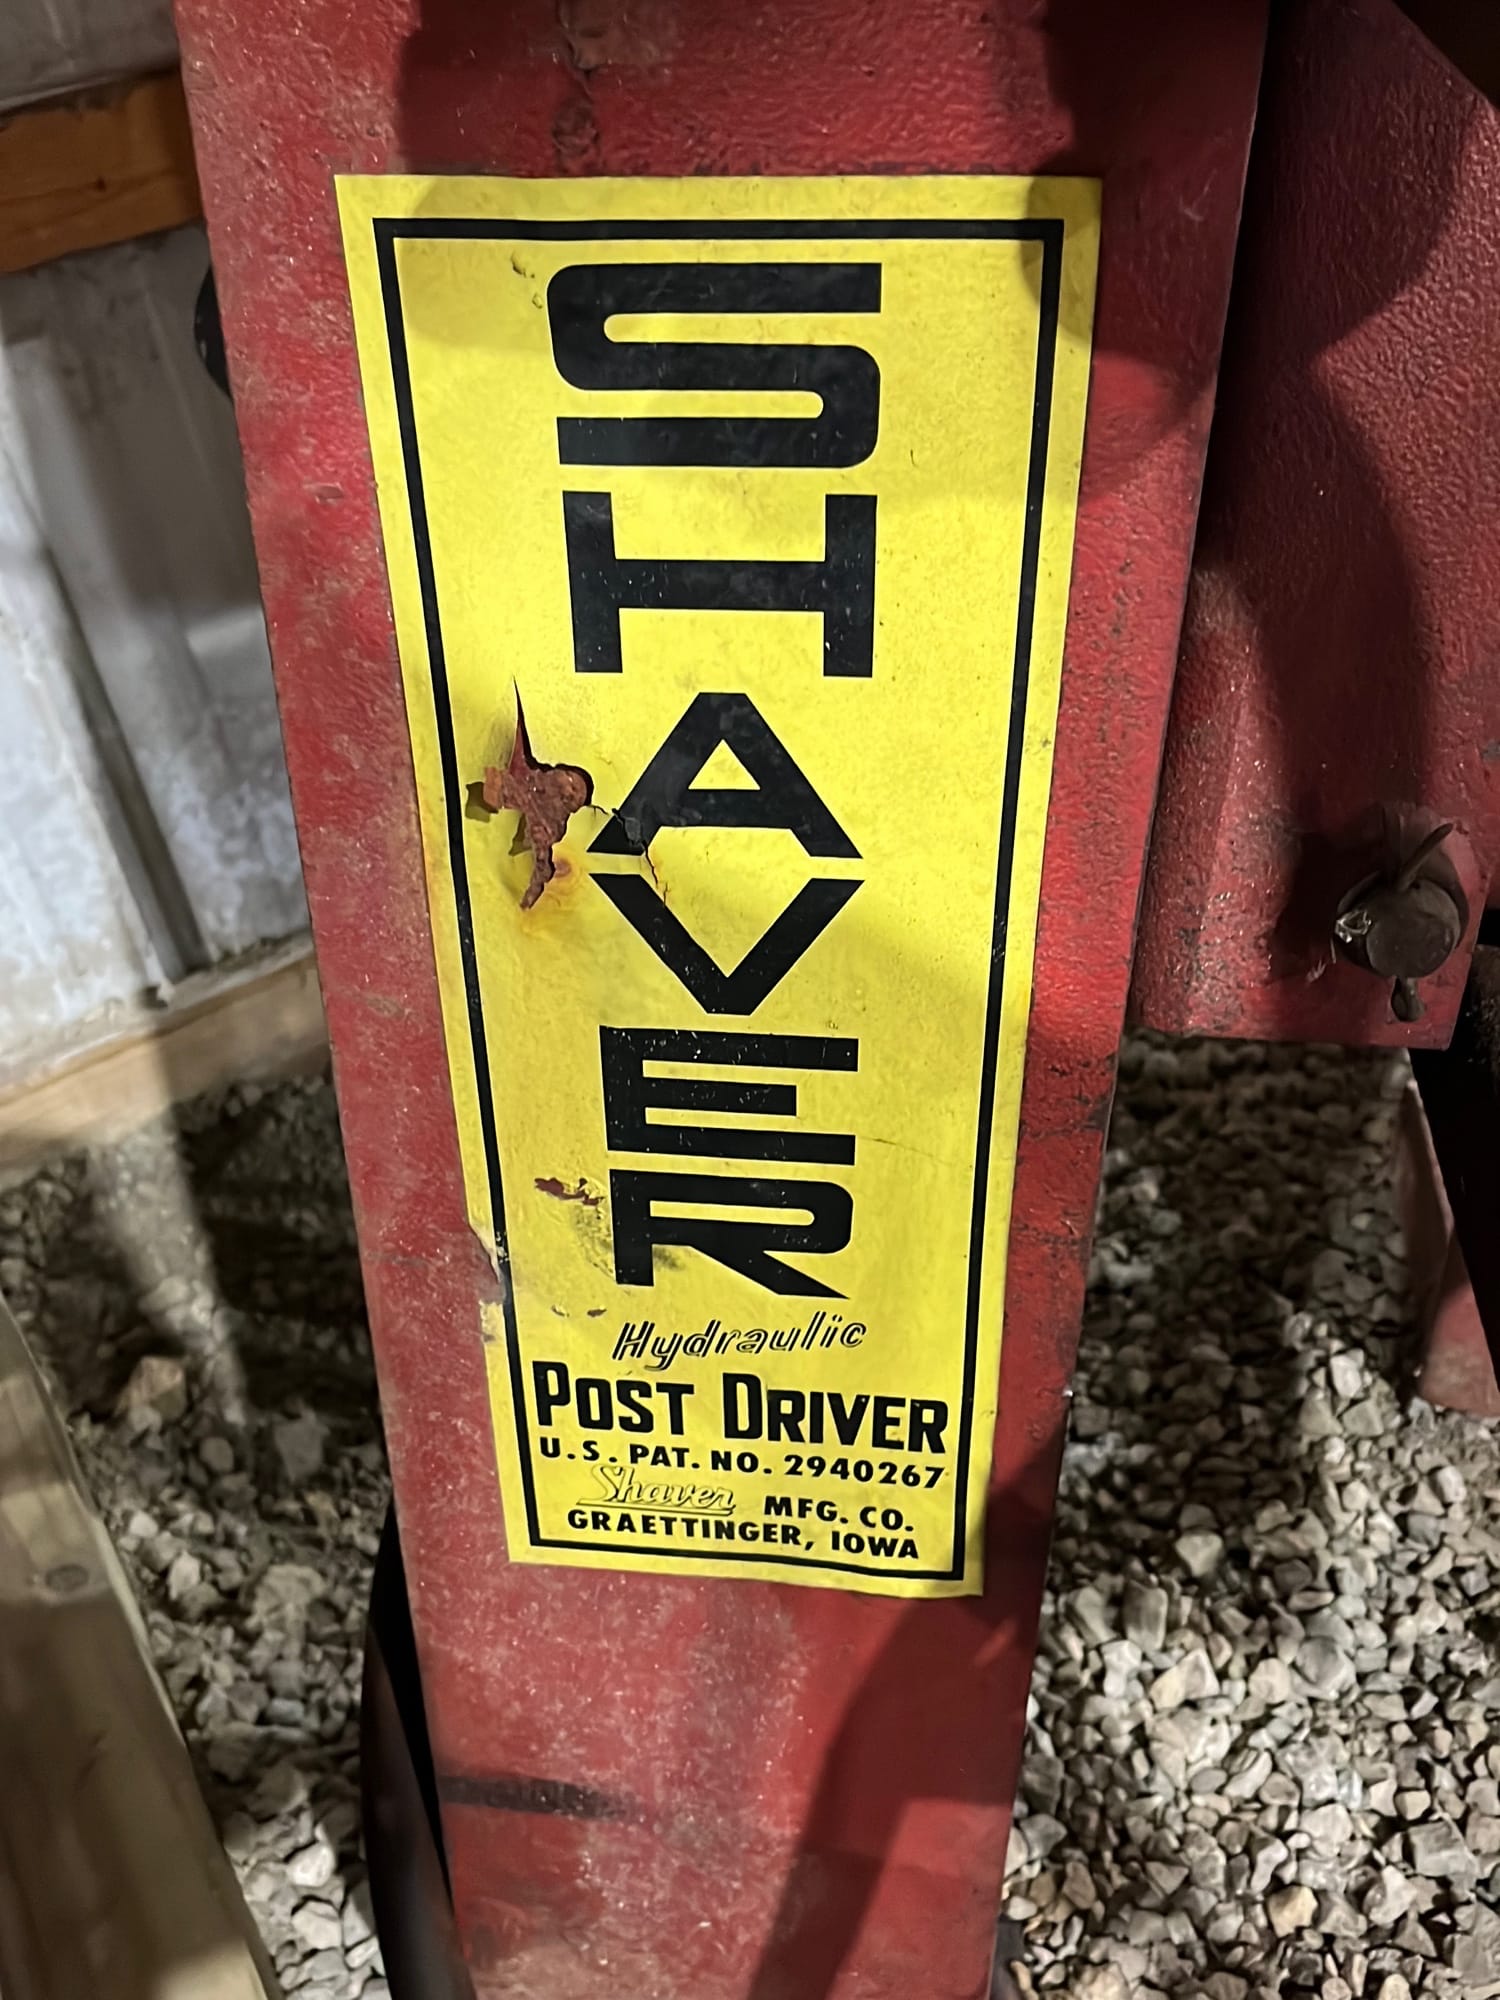 SHAVER
Hydraulic
POST DRIVER
U.S. PAT. NO. 2940267
Shaver MFG. CO.
GRAETTINGER, IOWA